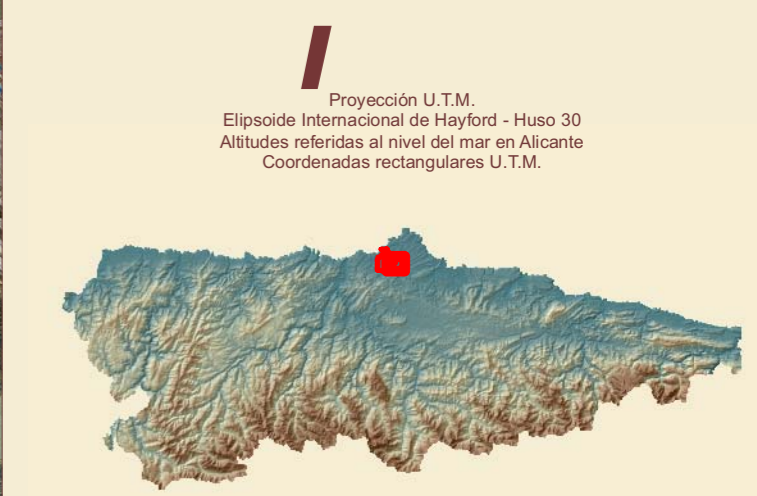 Proyección U.T.M.
Elipsoide Internacional de Hayford - Huso 30
Altitudes referidas al nivel del mar en Alicante
Coordenadas rectangulares U.T.M.